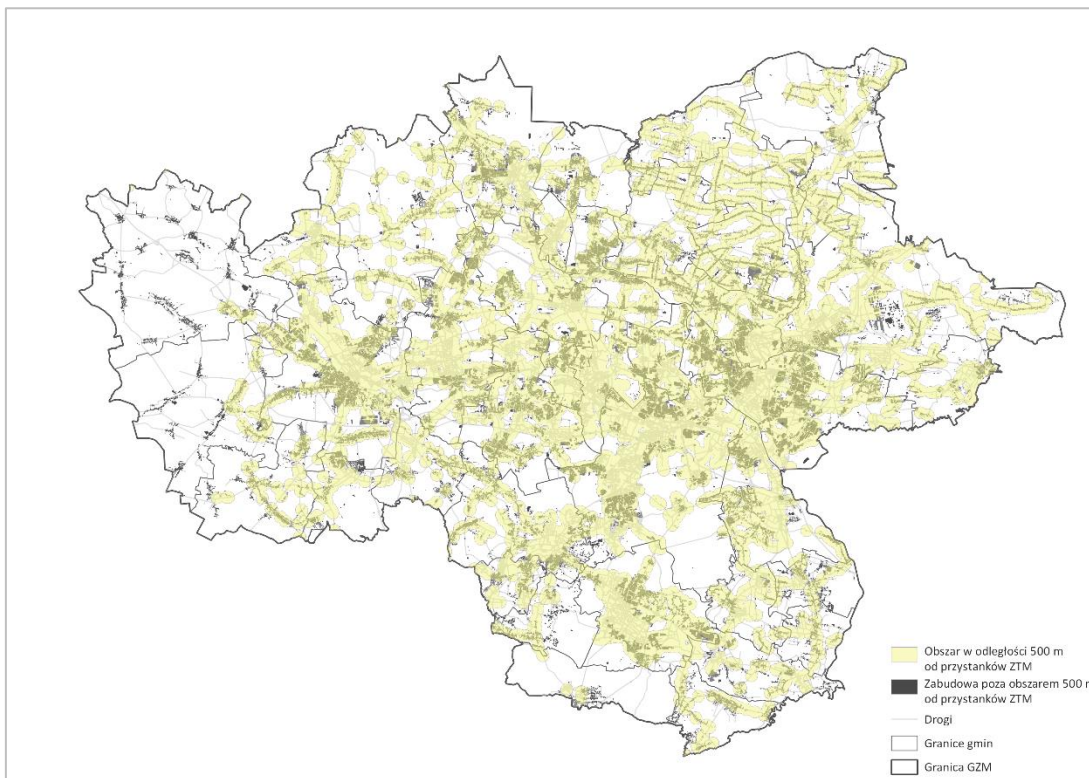 Obszar w odległości 500 m
od przystanków ZTM
Zabudowa poza obszarem 500 m
od przystanków ZTM
Drogi
Granice gmin
Granica GZM